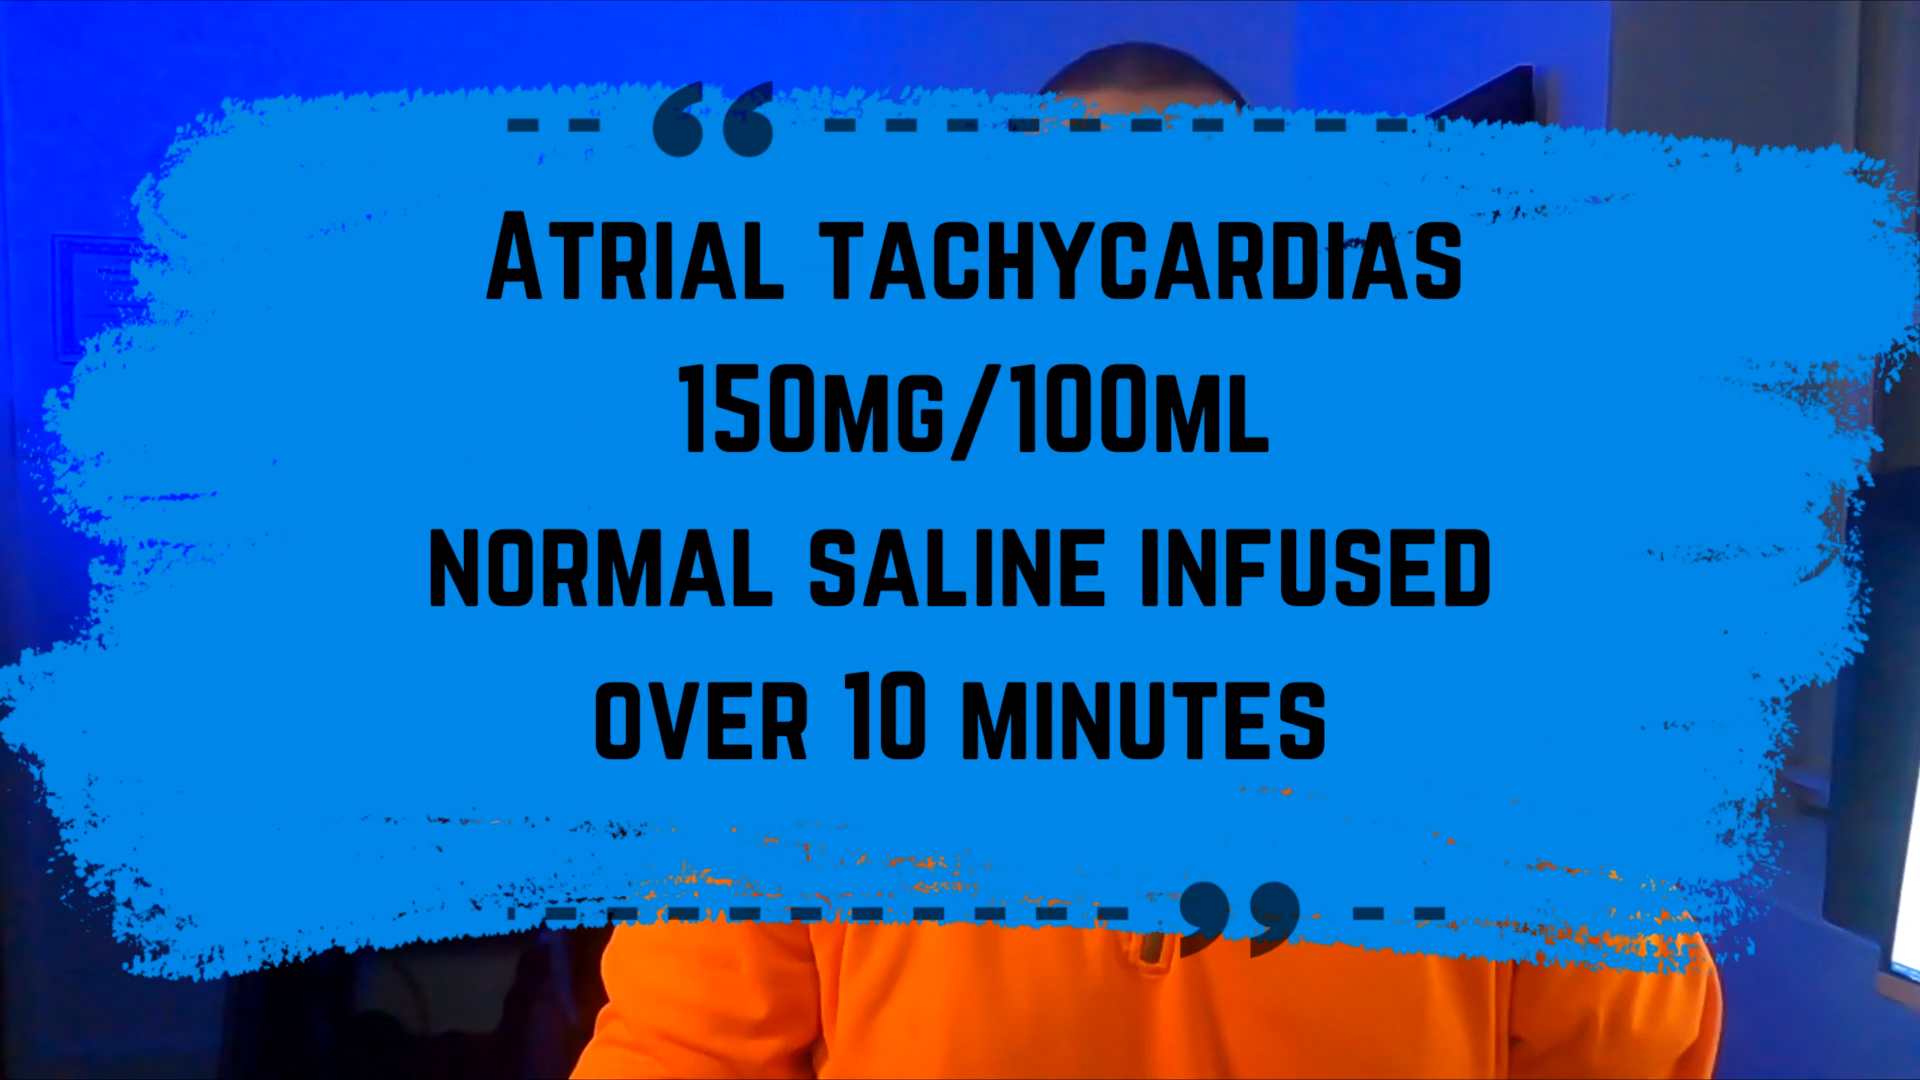 “
Atrial tachycardias
150mg/100ml
normal saline infused
over 10 minutes
”